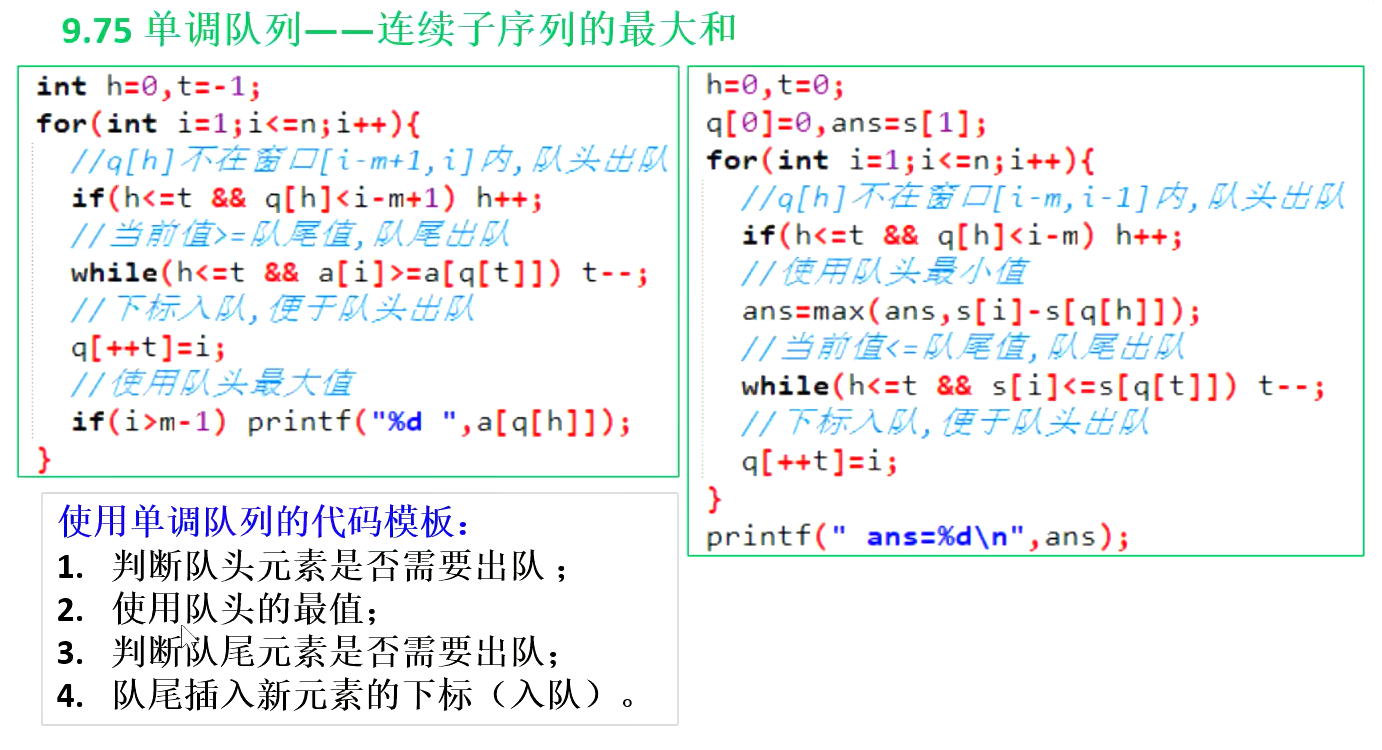 9.75 单调队列——连续子序列的最大和
int h=0,t=-1;
for(int i=1;i<=n;i++){
//q[h]不在窗口[i-m+1,i]内,队头出队
if(h<=t && q[h]<i-m+1) h++;
//当前值>=队尾值,队尾出队
while(h<=t && a[i]>=a[q[t]]) t--;
//下标入队,便于队头出队
q[++t]=i;
//使用队头最大值
if(i>m-1) printf("%d ",a[q[h]]);
}
h=0,t=0;
q[0]=0,ans=s[1];
for(int i=1;i<=n;i++){
//q[h]不在窗口[i-m,i-1]内,队头出队
if(h<=t && q[h]<i-m) h++;
//使用队头最小值
ans=max(ans,s[i]-s[q[h]]);
//当前值<=队尾值,队尾出队
while(h<=t && s[i]<=s[q[t]]) t--;
//下标入队,便于队头出队
q[++t]=i;
}
printf(" ans=%d\n",ans);
使用单调队列的代码模板：
1. 判断队头元素是否需要出队；
2. 使用队头的最值；
3. 判断队尾元素是否需要出队；
4. 队尾插入新元素的下标（入队）。